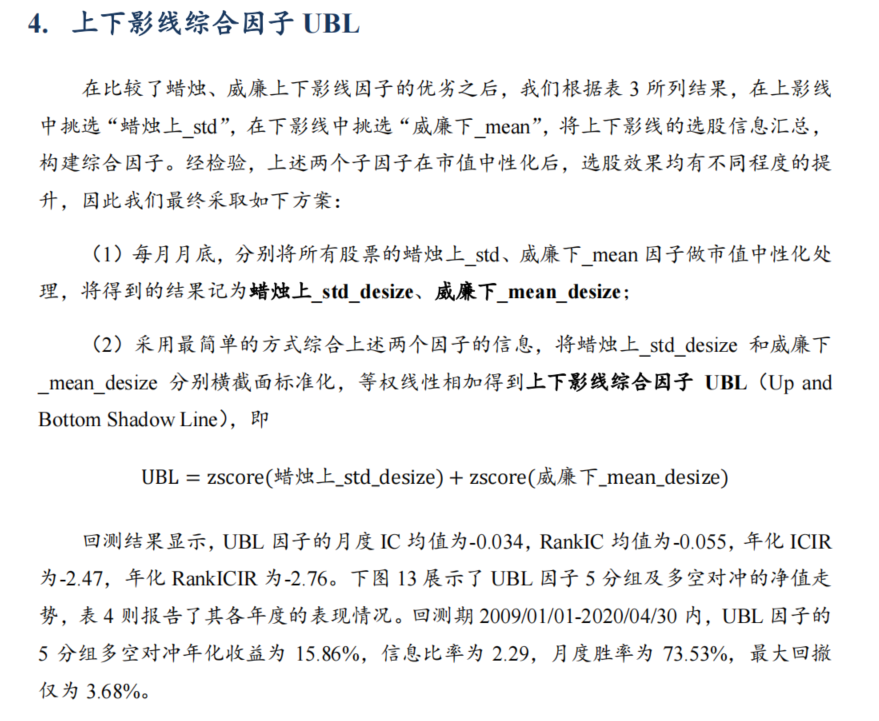 4. 上下影线综合因子 UBL
在比较了蜡烛、威廉上下影线因子的优劣之后，我们根据表 3 所列结果，在上影线
中挑选“蜡烛上_std”，在下影线中挑选“威廉下_mean”，将上下影线的选股信息汇总，
构建综合因子。经检验，上述两个子因子在市值中性化后，选股效果均有不同程度的提
升，因此我们最终采取如下方案：
（1）每月月底，分别将所有股票的蜡烛上_std、威廉下_mean 因子做市值中性化处
理，将得到的结果记为蜡烛上_std_desize、威廉下_mean_desize；
（2）采用最简单的方式综合上述两个因子的信息，将蜡烛上_std_desize 和威廉下
_mean_desize 分别横截面标准化，等权线性相加得到上下影线综合因子 UBL（Up and
Bottom Shadow Line），即
UBL = zscore(蜡烛上_std_desize) + zscore(威廉下_mean_desize)
回测结果显示，UBL 因子的月度 IC 均值为-0.034，RankIC 均值为-0.055，年化 ICIR
为-2.47，年化 RankICIR 为-2.76。下图 13 展示了 UBL 因子 5 分组及多空对冲的净值走
势，表 4 则报告了其各年度的表现情况。回测期 2009/01/01-2020/04/30 内，UBL 因子的
5 分组多空对冲年化收益为 15.86%，信息比率为 2.29，月度胜率为 73.53%，最大回撤
仅为 3.68%。